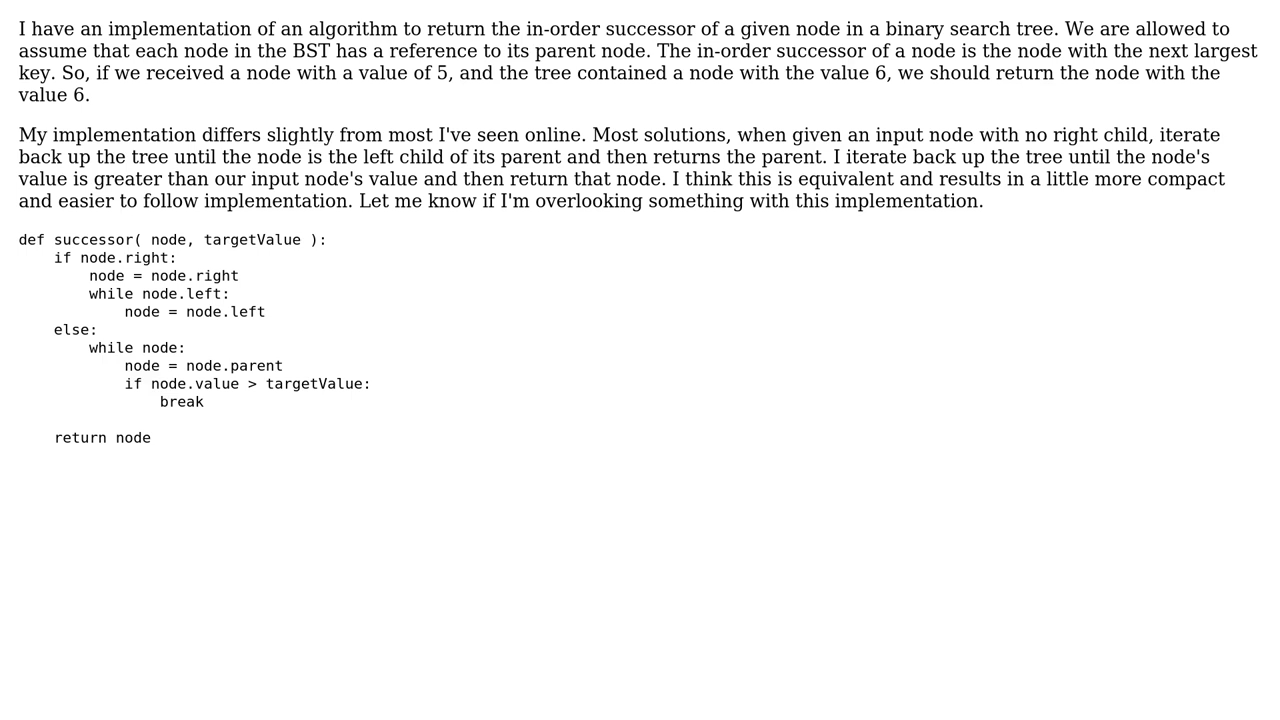 I have an implementation of an algorithm to return the in-order successor of a given node in a binary search tree. We are allowed to
assume that each node in the BST has a reference to its parent node. The in-order successor of a node is the node with the next largest
key. So, if we received a node with a value of 5, and the tree contained a node with the value 6, we should return the node with the
value 6.

My implementation differs slightly from most I've seen online. Most solutions, when given an input node with no right child, iterate
back up the tree until the node is the left child of its parent and then returns the parent. I iterate back up the tree until the node's
value is greater than our input node's value and then return that node. I think this is equivalent and results in a little more compact
and easier to follow implementation. Let me know if I'm overlooking something with this implementation.

def successor( node, targetValue ):
    if node.right:
        node = node.right
        while node.left:
            node = node.left
    else:
        while node:
            node = node.parent
            if node.value > targetValue:
                break

    return node